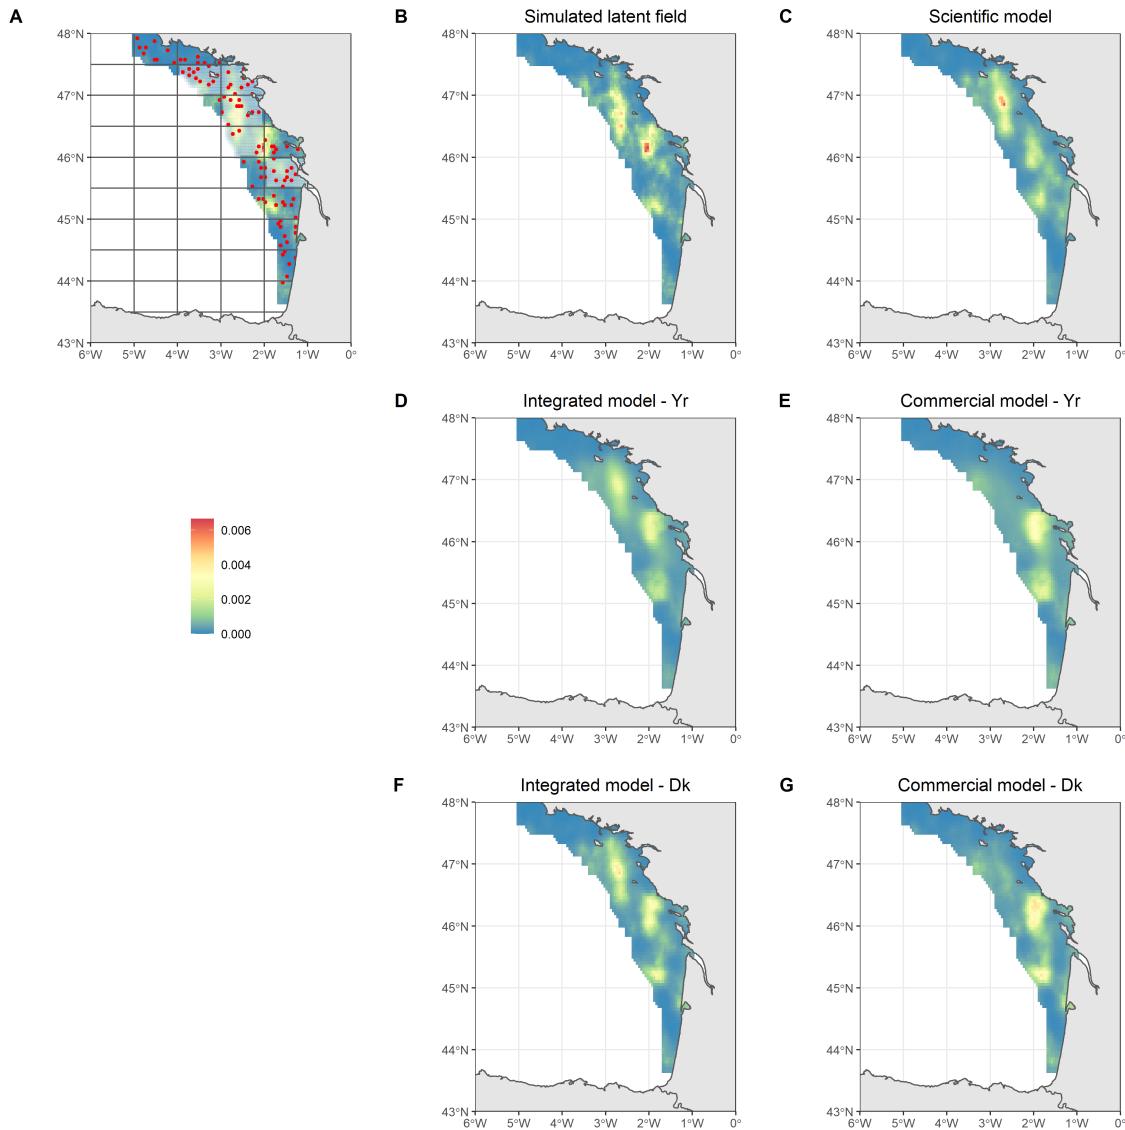 A
48°N
47°N
46°N
45°N
44°N
43°N
6°W 5°W 4°W 3°W 2°W 1°W 0°
B
Simulated latent field
48°N
47°N
46°N
45°N
44°N
43°N
6°W 5°W 4°W 3°W 2°W 1°W 0°
C
Scientific model
48°N
47°N
46°N
45°N
44°N
43°N
6°W 5°W 4°W 3°W 2°W 1°W 0°
0.006
0.004
0.002
0.000
D
Integrated model - Yr
48°N
47°N
46°N
45°N
44°N
43°N
6°W 5°W 4°W 3°W 2°W 1°W 0°
E
Commercial model - Yr
48°N
47°N
46°N
45°N
44°N
43°N
6°W 5°W 4°W 3°W 2°W 1°W 0°
F
Integrated model - Dk
48°N
47°N
46°N
45°N
44°N
43°N
6°W 5°W 4°W 3°W 2°W 1°W 0°
G
Commercial model - Dk
48°N
47°N
46°N
45°N
44°N
43°N
6°W 5°W 4°W 3°W 2°W 1°W 0°